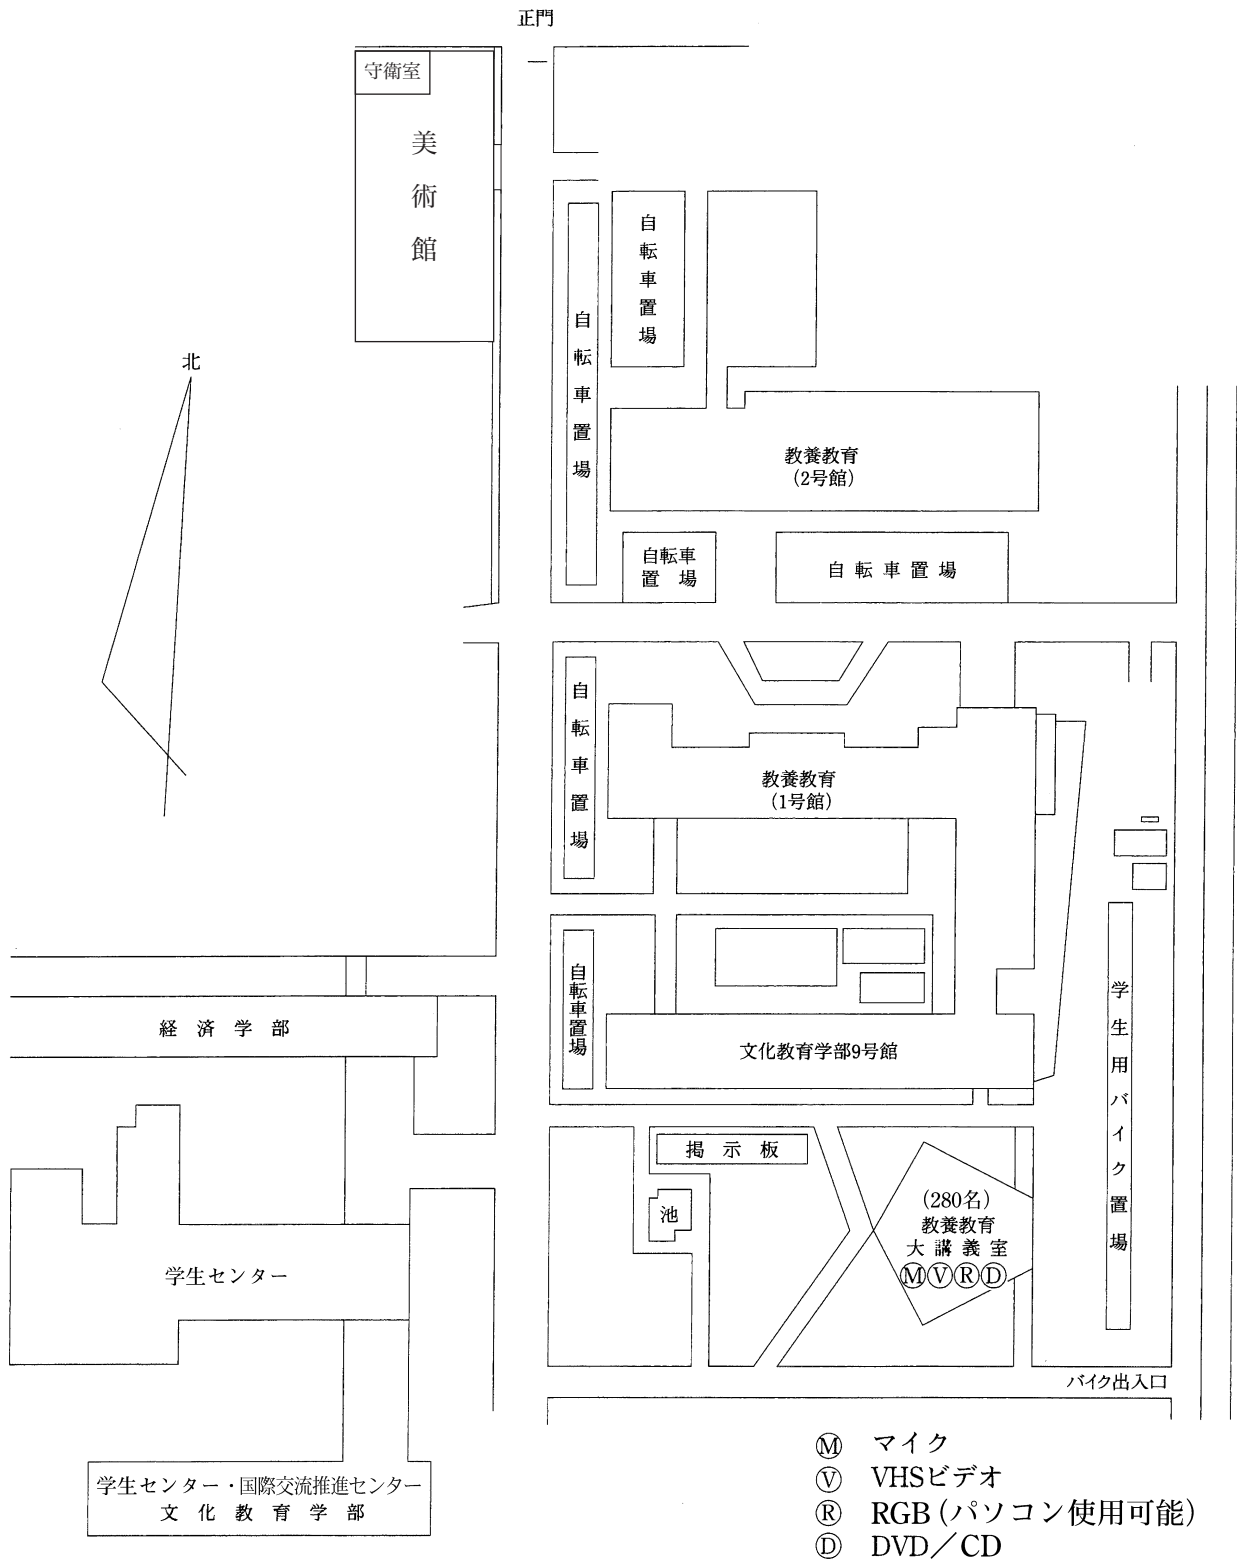 正門
守衛室
美術館
自転車置場
自転車置場
北
教養教育
(2号館)
自転車
置場
自転車置場
自転車置場
教養教育
(1号館)
自転車置場
経済学部
文化教育学部9号館
学生用バイク置場
掲示板
池
(280名)
教養教育
大講義室
ⓂⓋⓇⒹ
学生センター
バイク出入口
学生センター・国際交流推進センター
文化教育学部
Ⓜ マイク
Ⓥ VHSビデオ
Ⓡ RGB(パソコン使用可能)
Ⓓ DVD/CD